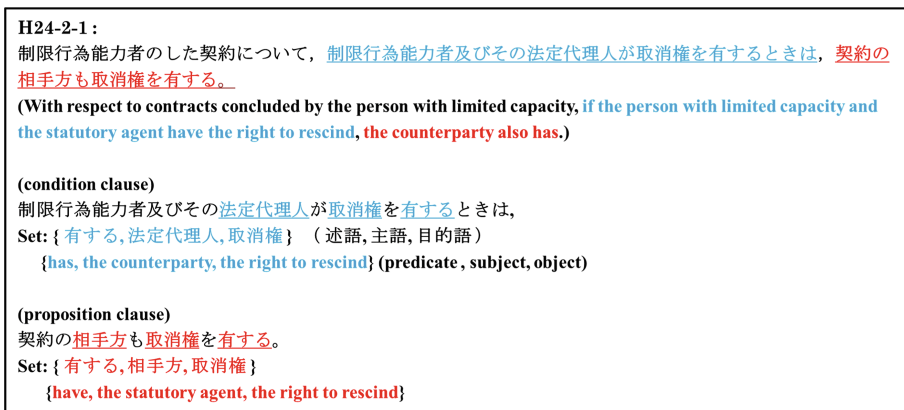 H24-2-1 :
制限行為能力者のした契約について，制限行為能力者及びその法定代理人が取消権を有するときは，契約の
相手方も取消権を有する。
(With respect to contracts concluded by the person with limited capacity, if the person with limited capacity and
the statutory agent have the right to rescind, the counterparty also has.)
(condition clause)
制限行為能力者及びその法定代理人が取消権を有するときは,
Set: { 有する, 法定代理人, 取消権 } （ 述語, 主語, 目的語 ）
{has, the counterparty, the right to rescind} (predicate , subject, object)
(proposition clause)
契約の相手方も取消権を有する。
Set: { 有する, 相手方, 取消権 }
{have, the statutory agent, the right to rescind}